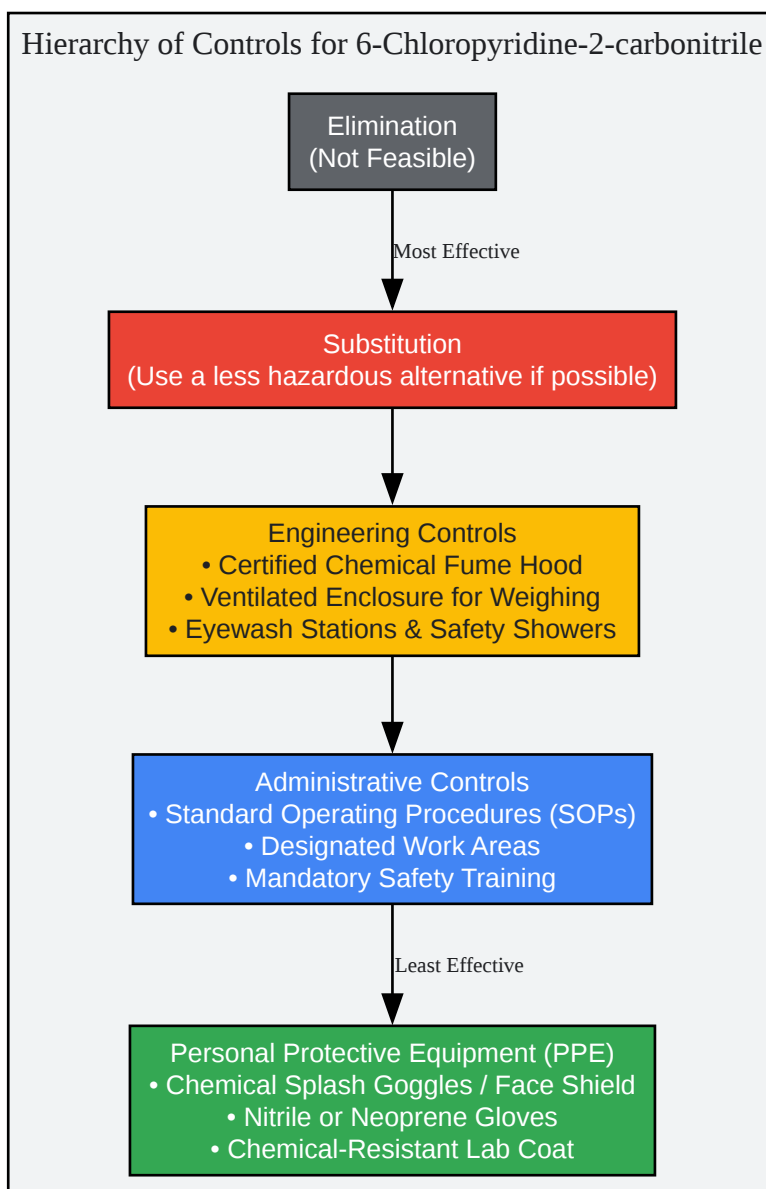 Hierarchy of Controls for 6-Chloropyridine-2-carbonitrile
Elimination
(Not Feasible)
Most Effective
Substitution
(Use a less hazardous alternative if possible)
Engineering Controls
• Certified Chemical Fume Hood
• Ventilated Enclosure for Weighing
• Eyewash Stations & Safety Showers
Administrative Controls
• Standard Operating Procedures (SOPs)
• Designated Work Areas
• Mandatory Safety Training
Least Effective
Personal Protective Equipment (PPE)
• Chemical Splash Goggles / Face Shield
• Nitrile or Neoprene Gloves
• Chemical-Resistant Lab Coat